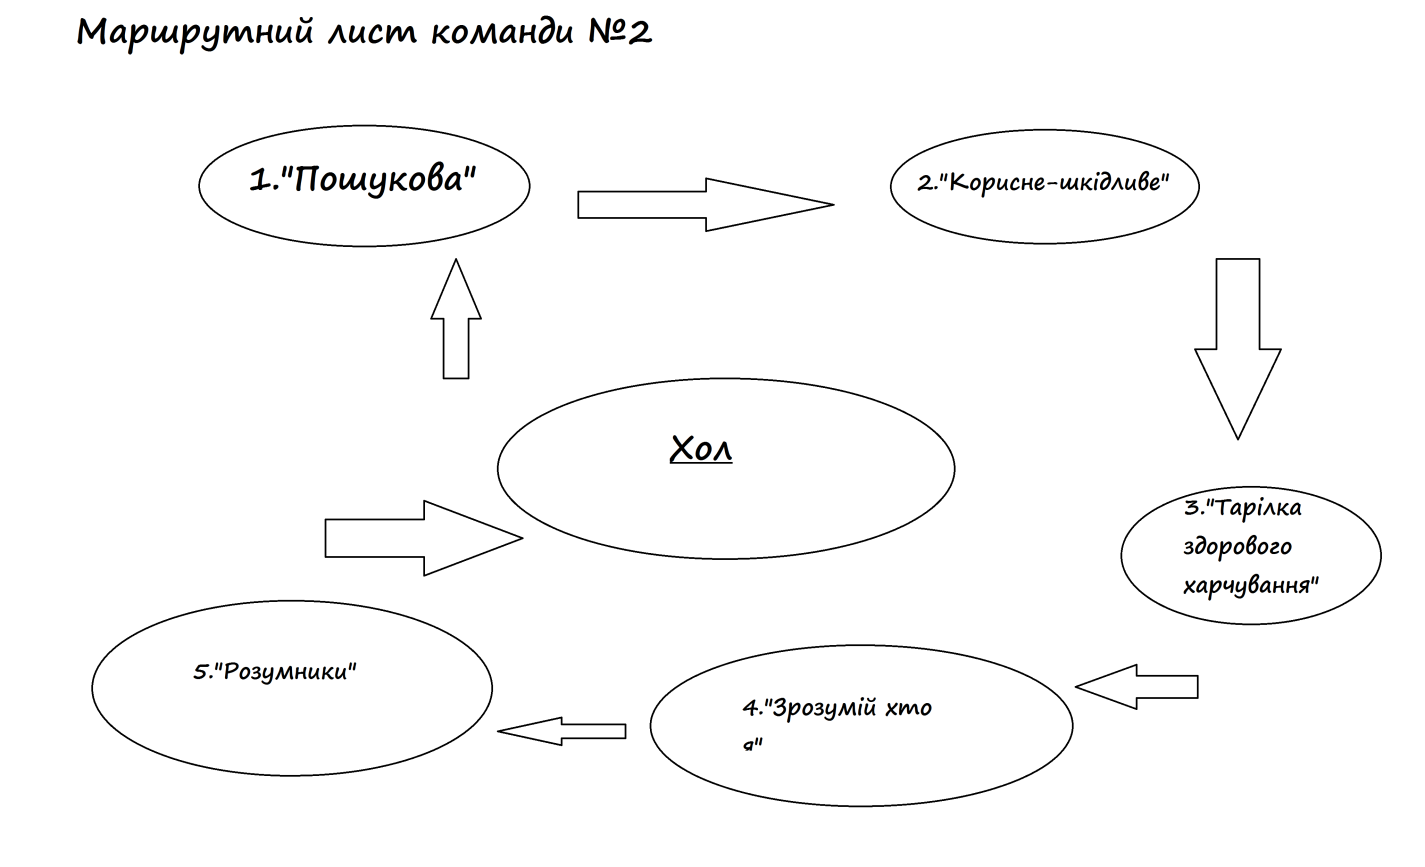 Маршрутний лист команди №2
1."Пошукова"
2."Корисне-шкідливе"
Хол
3."Тарілка
здорового
харчування"
4."Зрозумій хто
я"
5."Розумники"